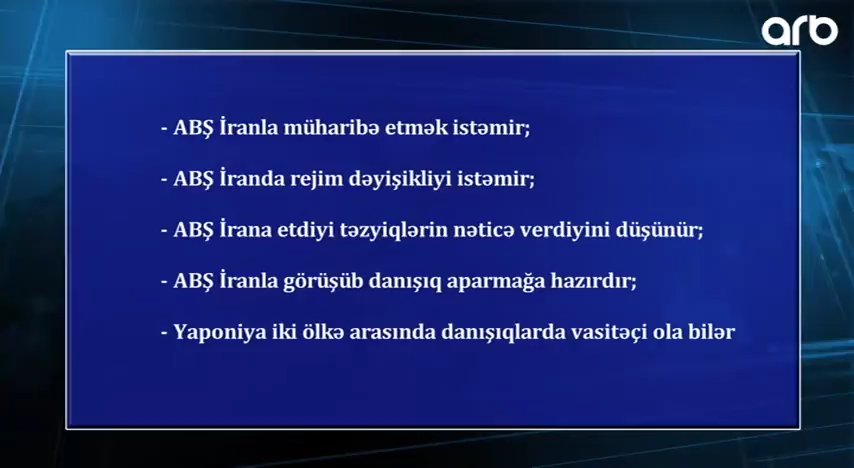 arb
- ABŞ İranla müharibə etmək istəmir;
- ABŞ İranda rejim dəyişikliyi istəmir;
- ABŞ İrana etdiyi təzyiqlərin nəticə verdiyini düşünür;
- ABŞ İranla görüşüb danışıq aparmağa hazırdır;
- Yaponiya iki ölkə arasında danışıqlarda vasitəçi ola bilər